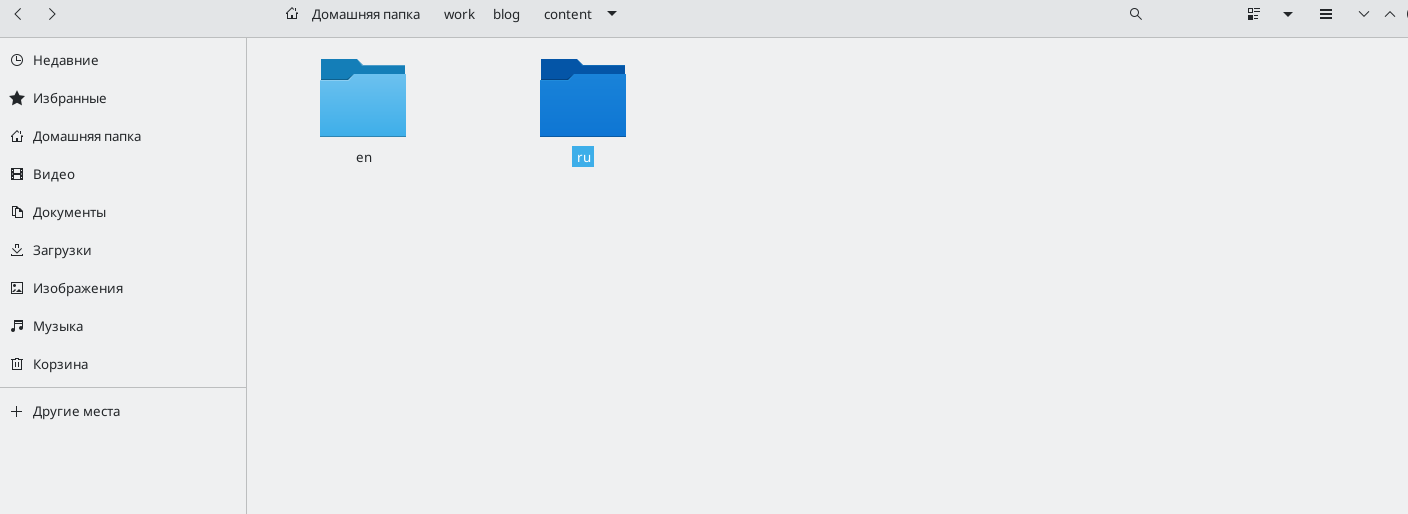 Домашняя папка work blog content
Недавние
Избранные
Домашняя папка
Видео
Документы
Загрузки
Изображения
Музыка
Корзина
Другие места
en ru